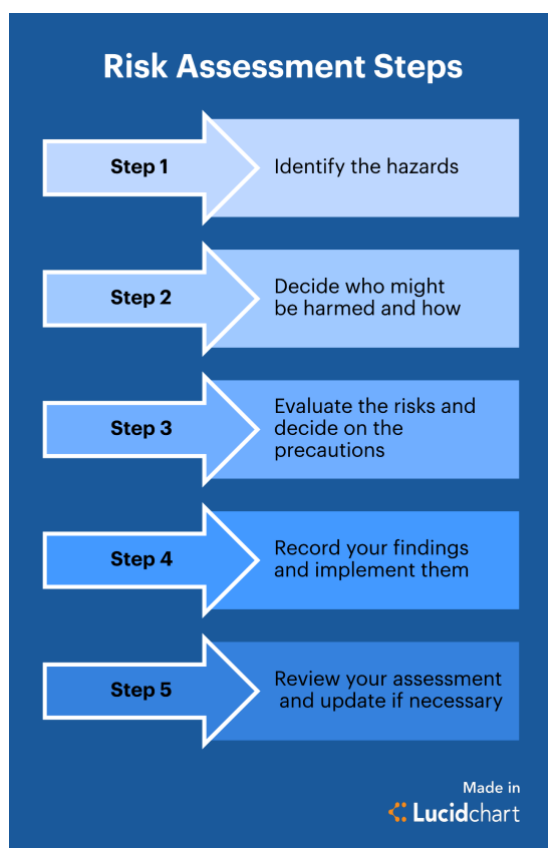 Risk Assessment Steps
Step 1
Identify the hazards
Step 2
Decide who might
be harmed and how
Step 3
Evaluate the risks and
decide on the
precautions
Step 4
Record your findings
and implement them
Step 5
Review your assessment
and update if necessary
Made in
Lucidchart